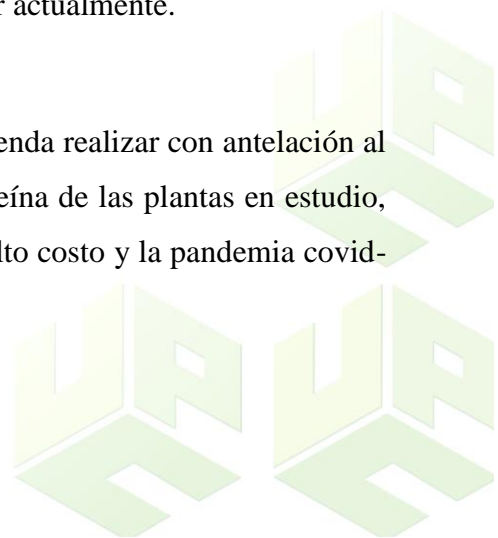 r actualmente.
enda realizar con antelación al
eína de las plantas en estudio,
lto costo y la pandemia covid-